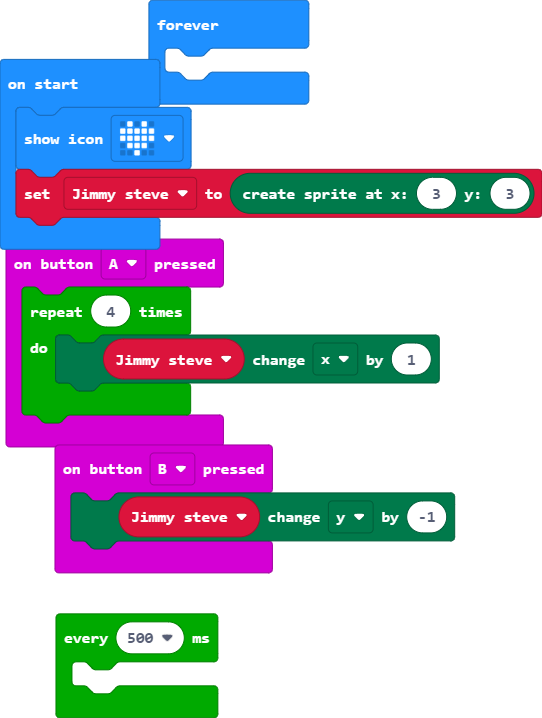 forever
on start
show icon
set Jimmy steve to create sprite at x: 3 y: 3
on button A pressed
repeat 4 times
do
Jimmy steve change x by 1
on button B pressed
Jimmy steve change y by -1
every 500 ms